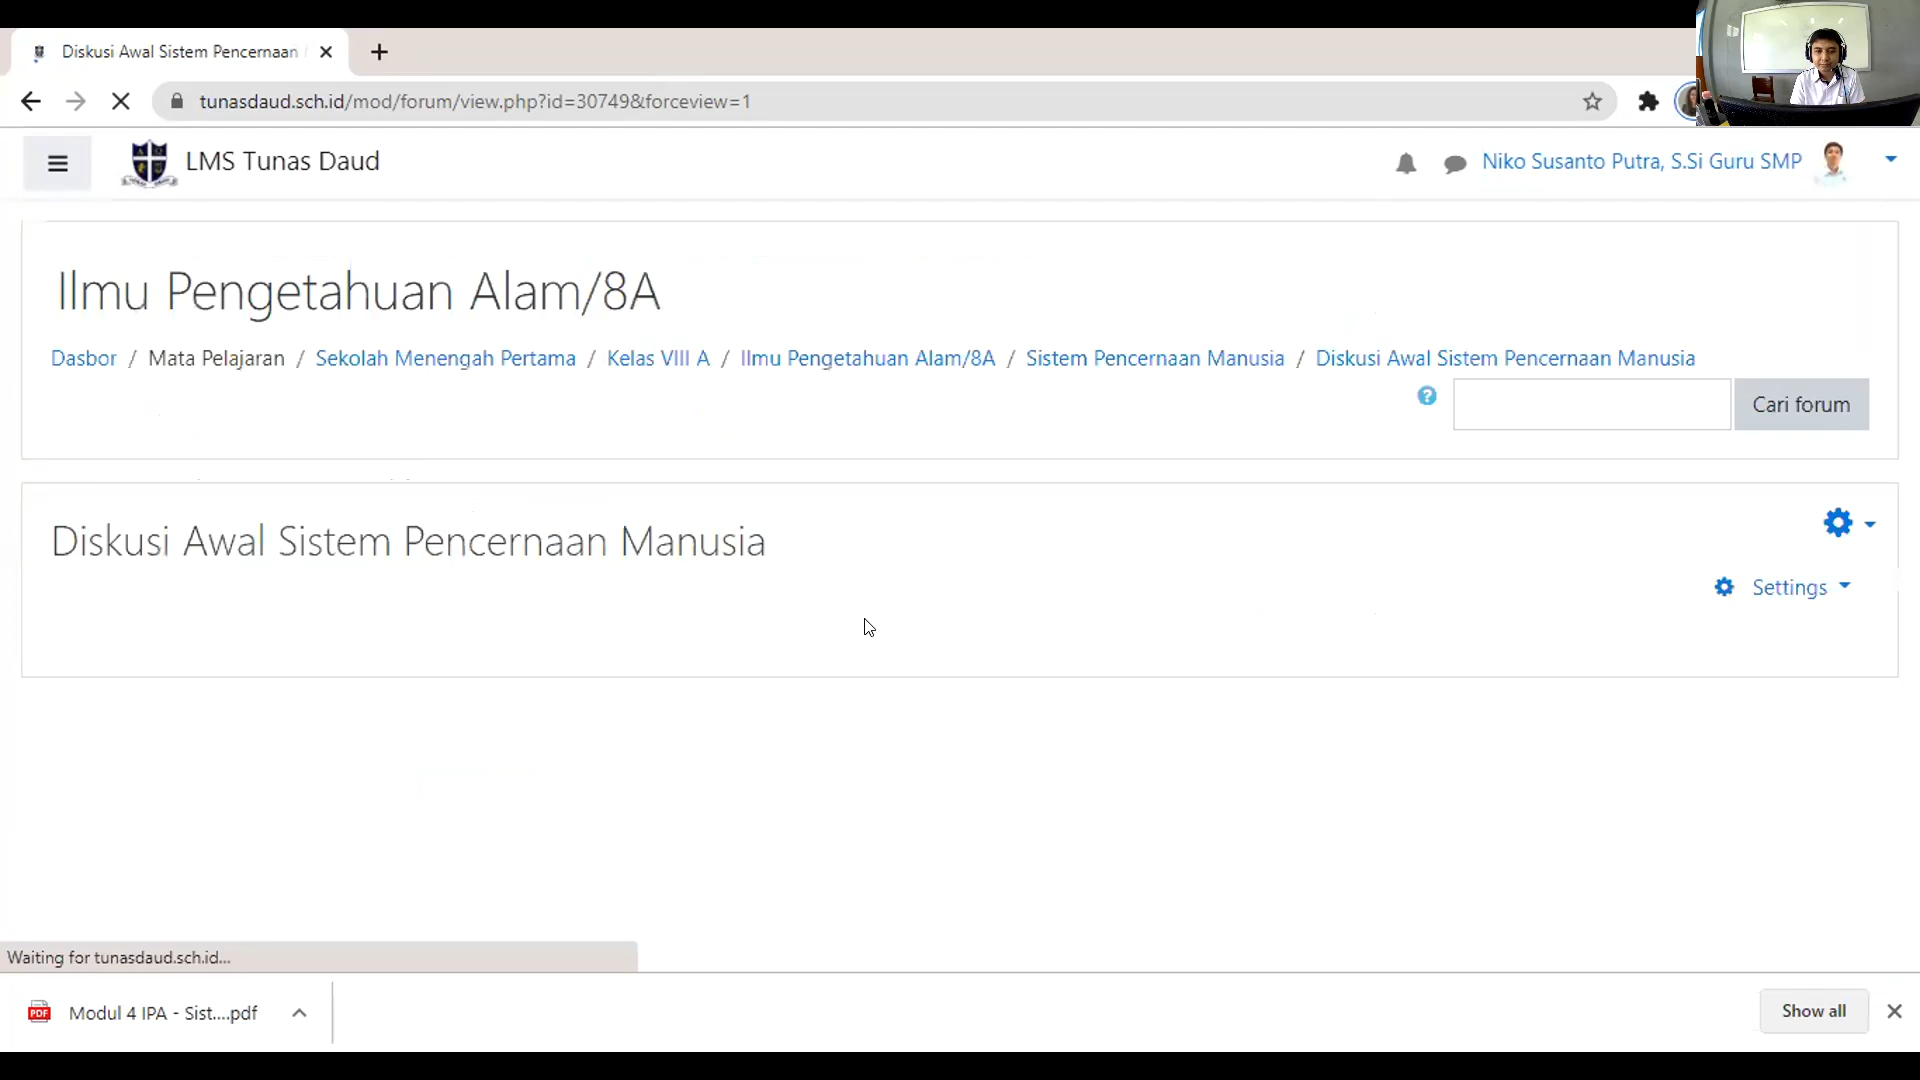 Diskusi Awal Sistem Pencernaan
tunasdaud.sch.id/mod/forum/view.php?id=30749&forceview=1
LMS Tunas Daud
Niko Susanto Putra, S.Si Guru SMP
Ilmu Pengetahuan Alam/8A
Dasbor / Mata Pelajaran / Sekolah Menengah Pertama / Kelas VIII A / Ilmu Pengetahuan Alam/8A / Sistem Pencernaan Manusia / Diskusi Awal Sistem Pencernaan Manusia
Cari forum
Diskusi Awal Sistem Pencernaan Manusia
Settings
Waiting for tunasdaud.sch.id...
PDF Modul 4 IPA - Sist....pdf
Show all